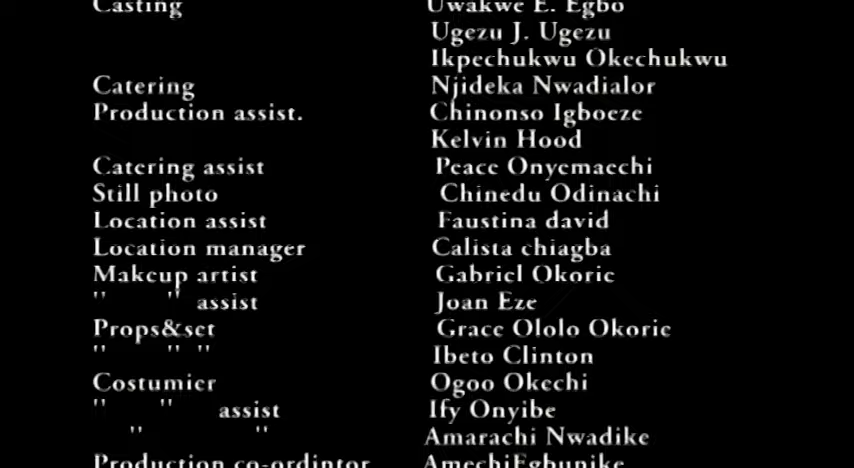 Casting Uwakwe E. Egbo
Ugezu J. Ugezu
Ikpechukwu Okechukwu
Catering Njideka Nwadialor
Production assist. Chinonso Igboeze
Kelvin Hood
Catering assist Peace Onyemaechi
Still photo Chinedu Odinachi
Location assist Faustina david
Location manager Calista chiagba
Makeup artist Gabriel Okorie
" " assist Joan Eze
Props&set Grace Ololo Okorie
" " " Ibeto Clinton
Costumier Ogoo Okechi
" " assist Ify Onyibe
" " Amarachi Nwadike
Production co-ordintor AmechiEgbunike